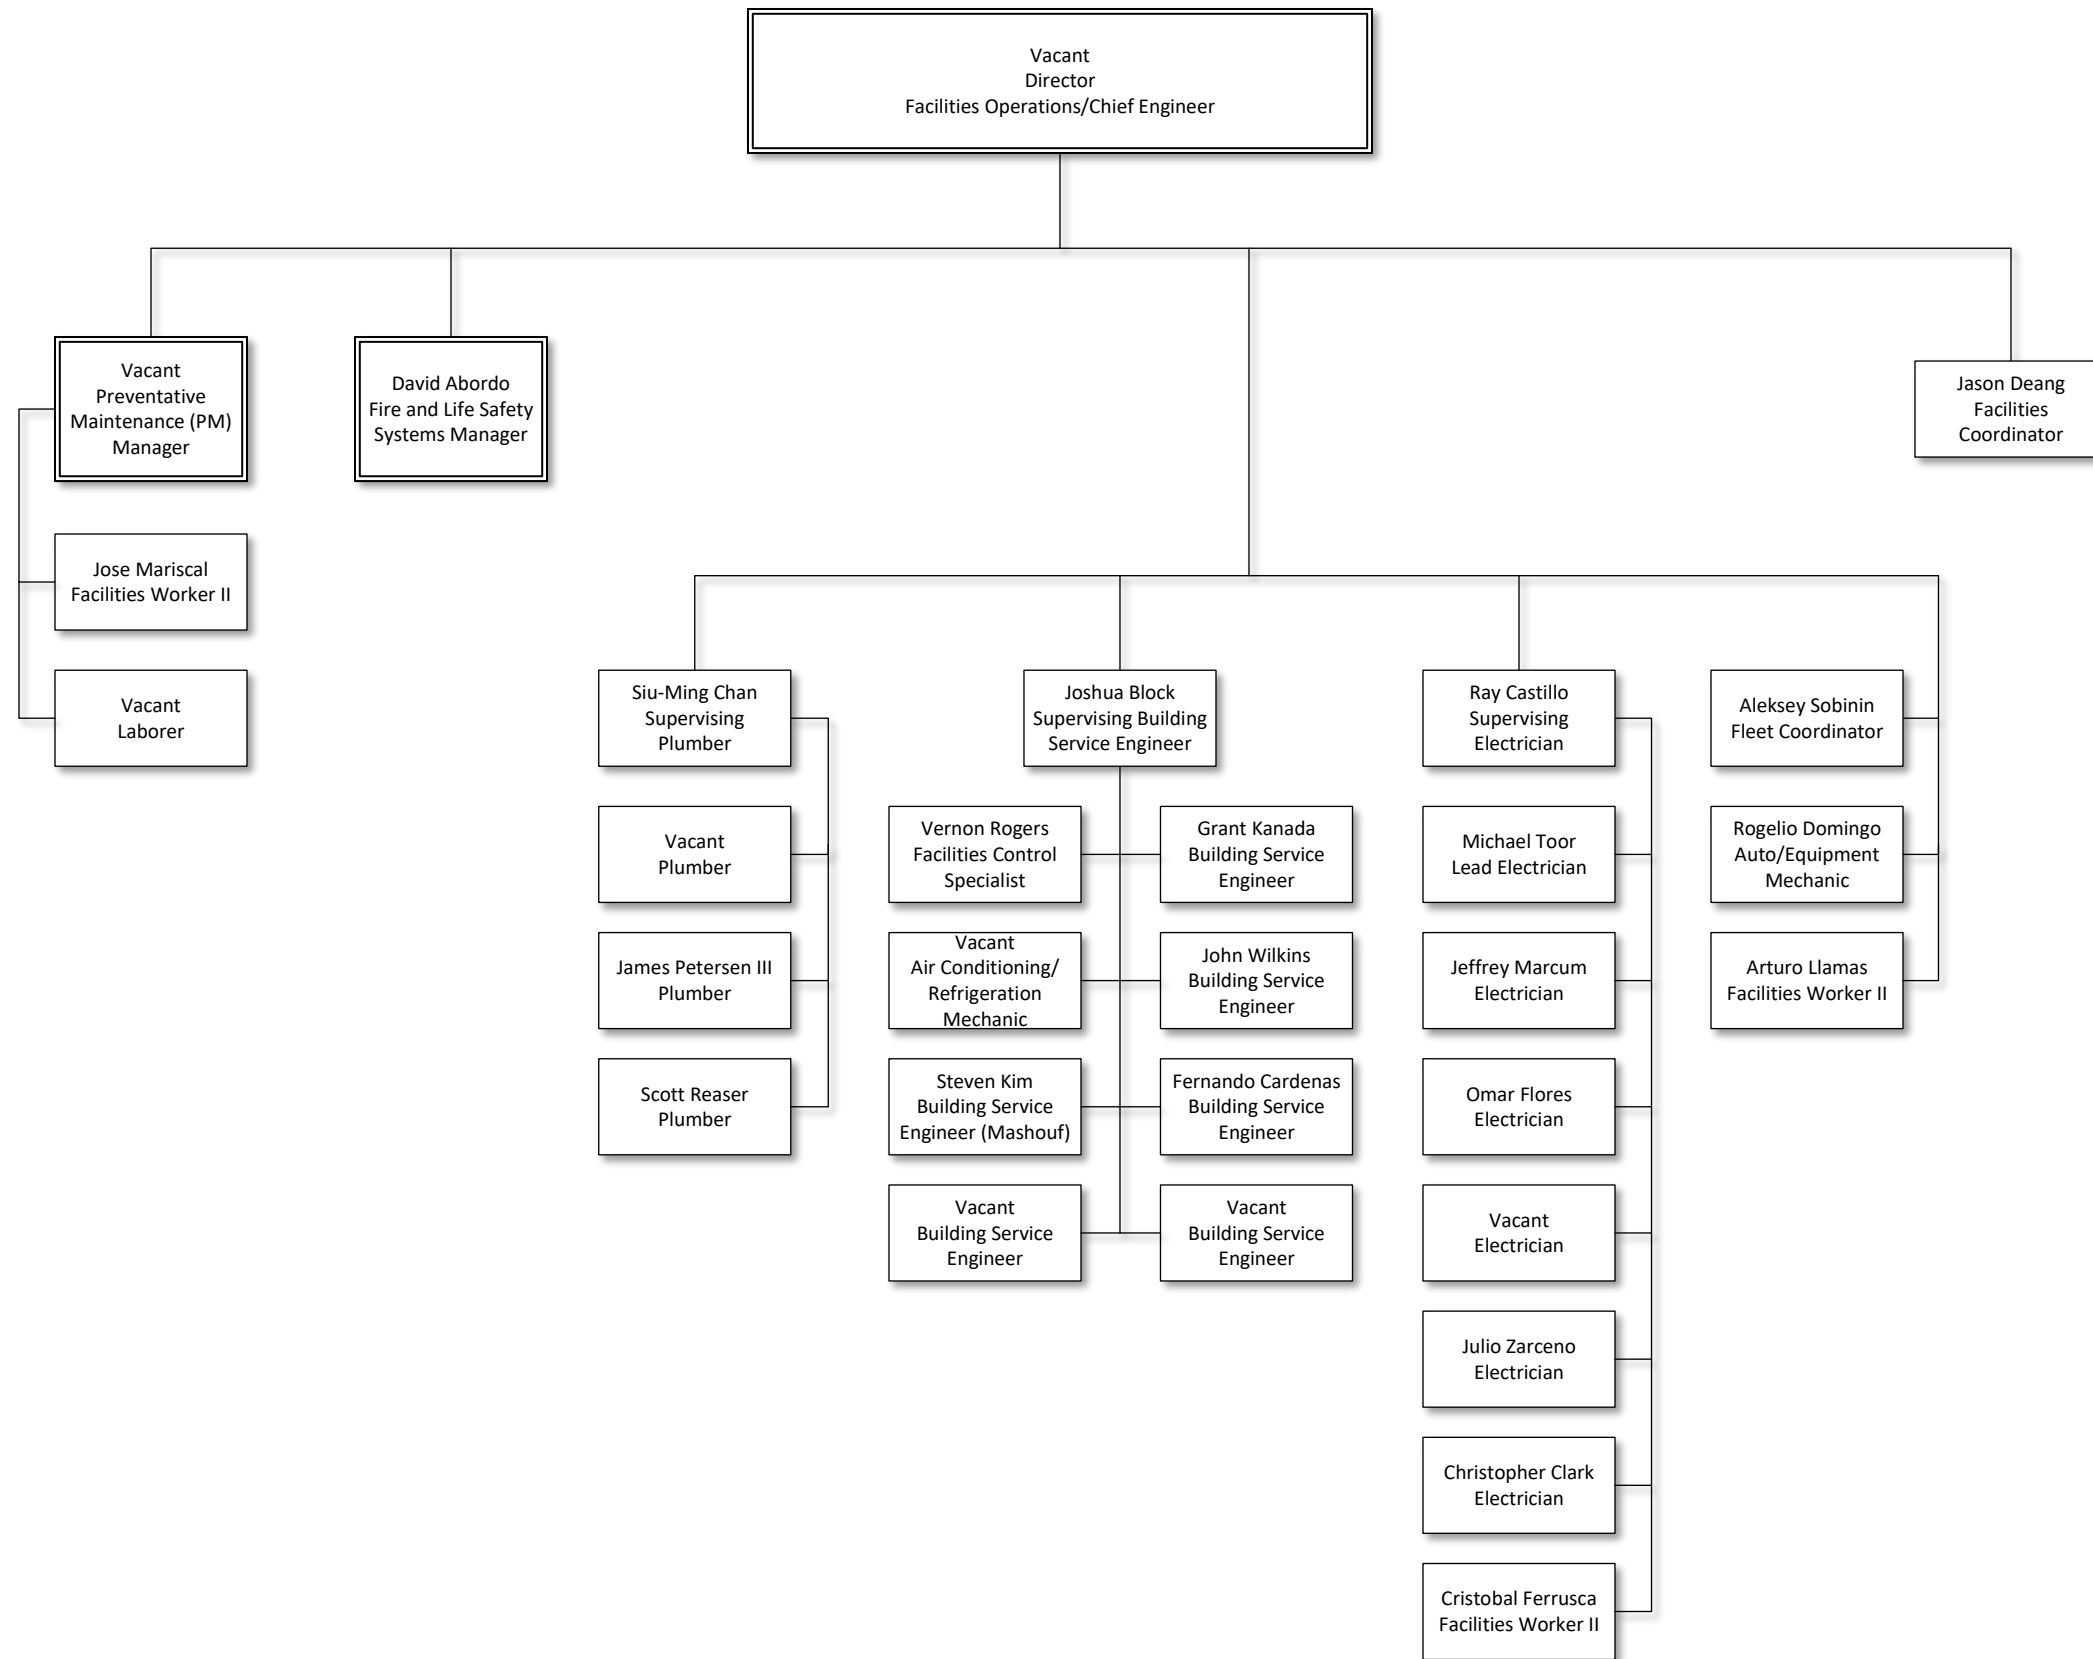 Vacant
Director
Facilities Operations/Chief Engineer
Vacant
Preventative
Maintenance (PM)
Manager
David Abordo
Fire and Life Safety
Systems Manager
Jason Deang
Facilities
Coordinator
Jose Mariscal
Facilities Worker II
Vacant
Laborer
Siu-Ming Chan
Supervising
Plumber
Vacant
Plumber
James Petersen III
Plumber
Scott Reaser
Plumber
Joshua Block
Supervising Building
Service Engineer
Vernon Rogers
Facilities Control
Specialist
Grant Kanada
Building Service
Engineer
Vacant
Air Conditioning/
Refrigeration
Mechanic
John Wilkins
Building Service
Engineer
Steven Kim
Building Service
Engineer (Mashouf)
Fernando Cardenas
Building Service
Engineer
Vacant
Building Service
Engineer
Vacant
Building Service
Engineer
Ray Castillo
Supervising
Electrician
Michael Toor
Lead Electrician
Jeffrey Marcum
Electrician
Omar Flores
Electrician
Vacant
Electrician
Julio Zarceno
Electrician
Christopher Clark
Electrician
Cristobal Ferrusca
Facilities Worker II
Aleksey Sobinin
Fleet Coordinator
Rogelio Domingo
Auto/Equipment
Mechanic
Arturo Llamas
Facilities Worker II